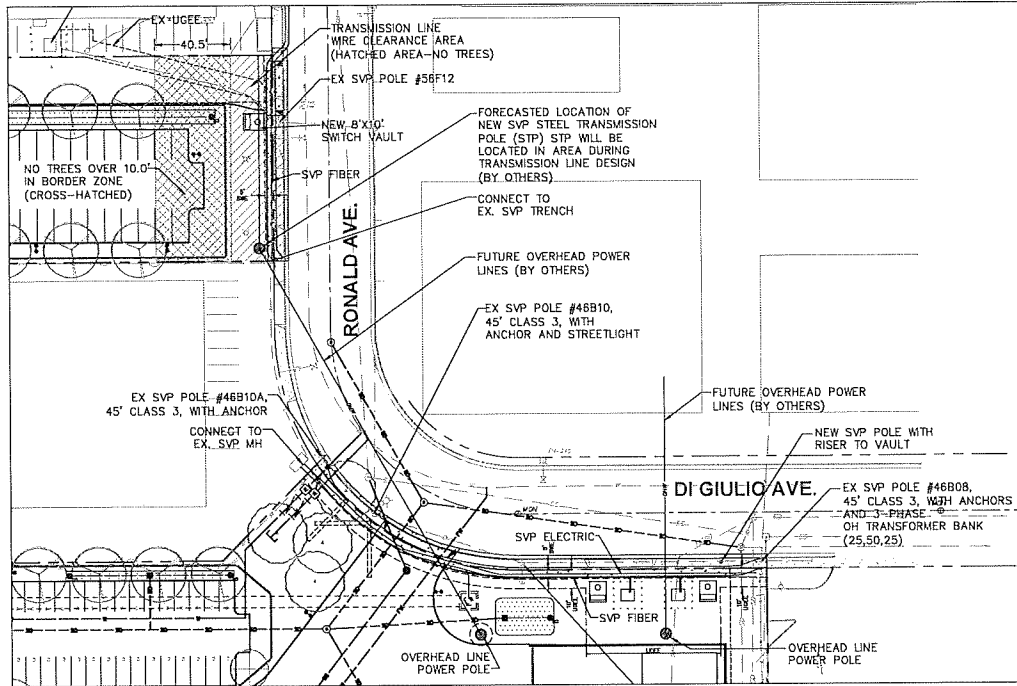 EX UGEE
40.5'
TRANSMISSION LINE
WIRE CLEARANCE AREA
(HATCHED AREA-NO TREES)
EX SVP POLE #56F12
NEW 8'X10'
SWITCH VAULT
FORECASTED LOCATION OF
NEW SVP STEEL TRANSMISSION
POLE (STP) STP WILL BE
LOCATED IN AREA DURING
TRANSMISSION LINE DESIGN
(BY OTHERS)
NO TREES OVER 10.0'
IN BORDER ZONE
(CROSS-HATCHED)
SVP FIBER
CONNECT TO
EX. SVP TRENCH
RONALD AVE.
FUTURE OVERHEAD POWER
LINES (BY OTHERS)
EX SVP POLE #46B10,
45' CLASS 3, WITH
ANCHOR AND STREETLIGHT
EX SVP POLE #46B10A,
45' CLASS 3, WITH ANCHOR
CONNECT TO
EX. SVP MH
FUTURE OVERHEAD POWER
LINES (BY OTHERS)
NEW SVP POLE WITH
RISER TO VAULT
DI GIULIO AVE.
EX SVP POLE #46B08,
45' CLASS 3, WITH ANCHORS
AND 3-PHASE
OH TRANSFORMER BANK
(25,50,25)
MON
SVP ELECTRIC
SVP FIBER
UGEE
OVERHEAD LINE
POWER POLE
OVERHEAD LINE
POWER POLE